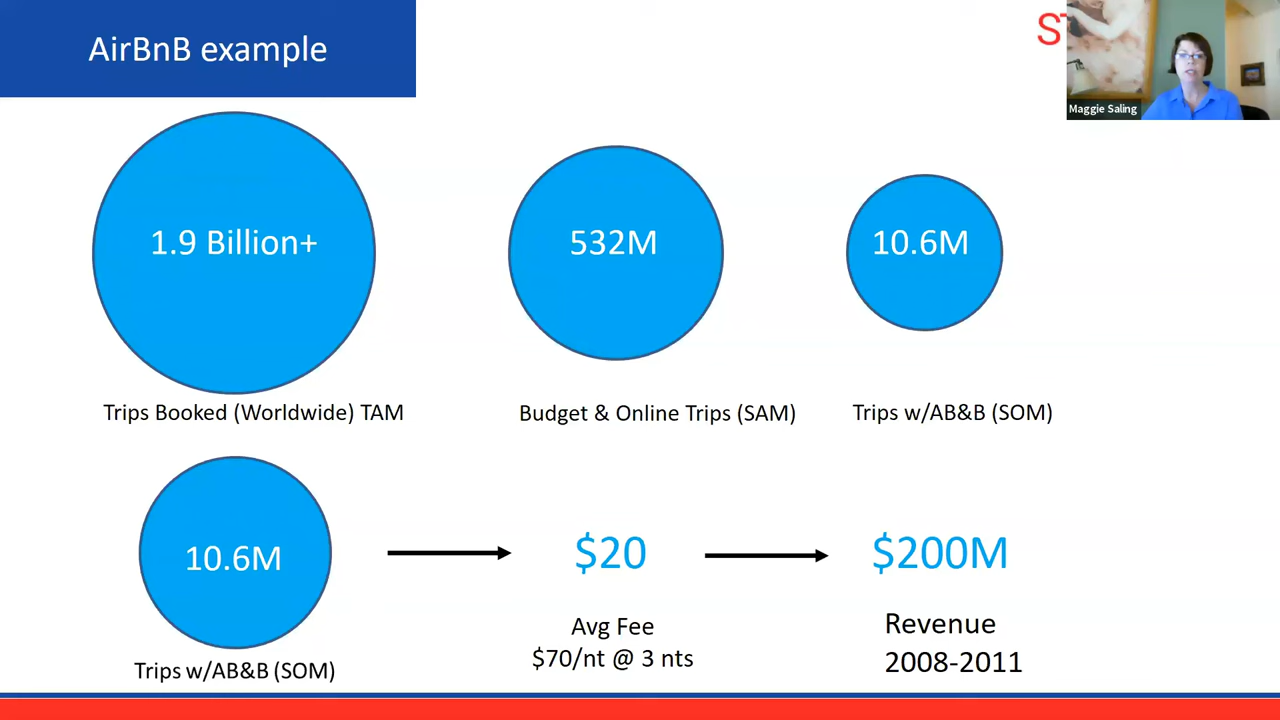 AirBnB example
ST
Maggie Saling
1.9 Billion+
532M
10.6M
Trips Booked (Worldwide) TAM
Budget & Online Trips (SAM)
Trips w/AB&B (SOM)
10.6M
$20
$200M
Avg Fee
$70/nt @ 3 nts
Revenue
2008-2011
Trips w/AB&B (SOM)